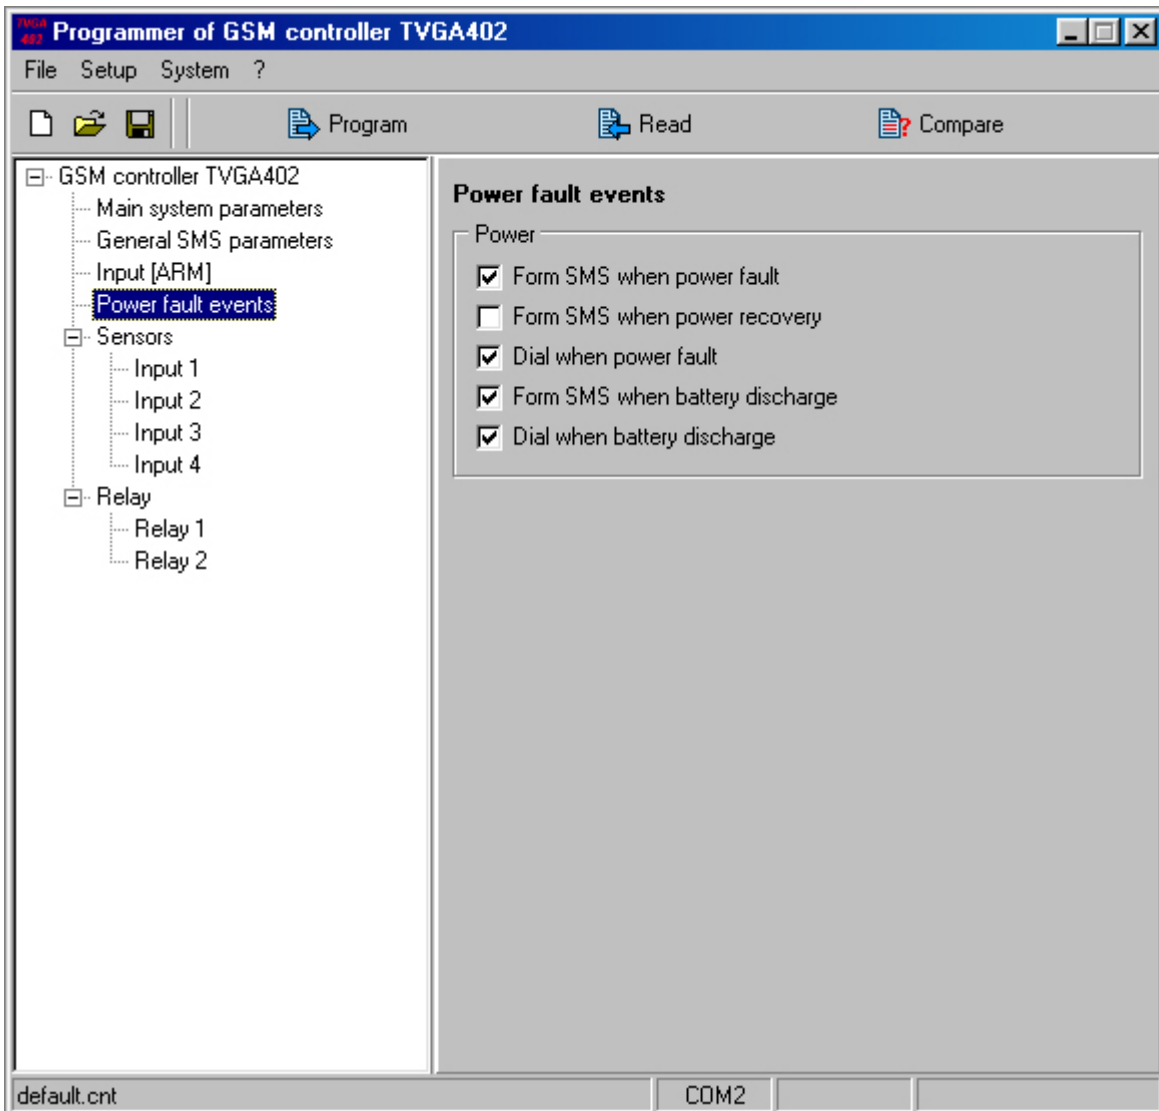 TVGA
402
Programmer of GSM controller TVGA402
File Setup System ?
Program Read Compare
GSM controller TVGA402
Main system parameters
General SMS parameters
Input [ARM]
Power fault events
Sensors
Input 1
Input 2
Input 3
Input 4
Relay
Relay 1
Relay 2
Power fault events
Power
Form SMS when power fault
Form SMS when power recovery
Dial when power fault
Form SMS when battery discharge
Dial when battery discharge
default.cnt COM2